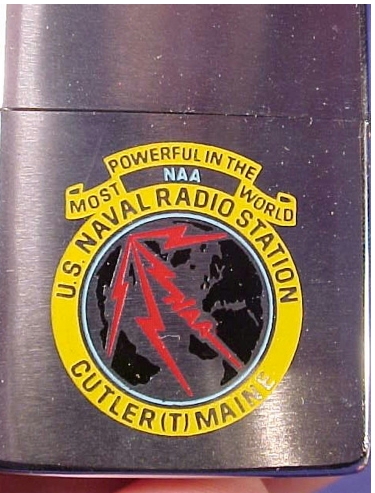 MOST POWERFUL IN THE WORLD
NAA
U.S. NAVAL RADIO STATION
CUTLER (T) MAINE